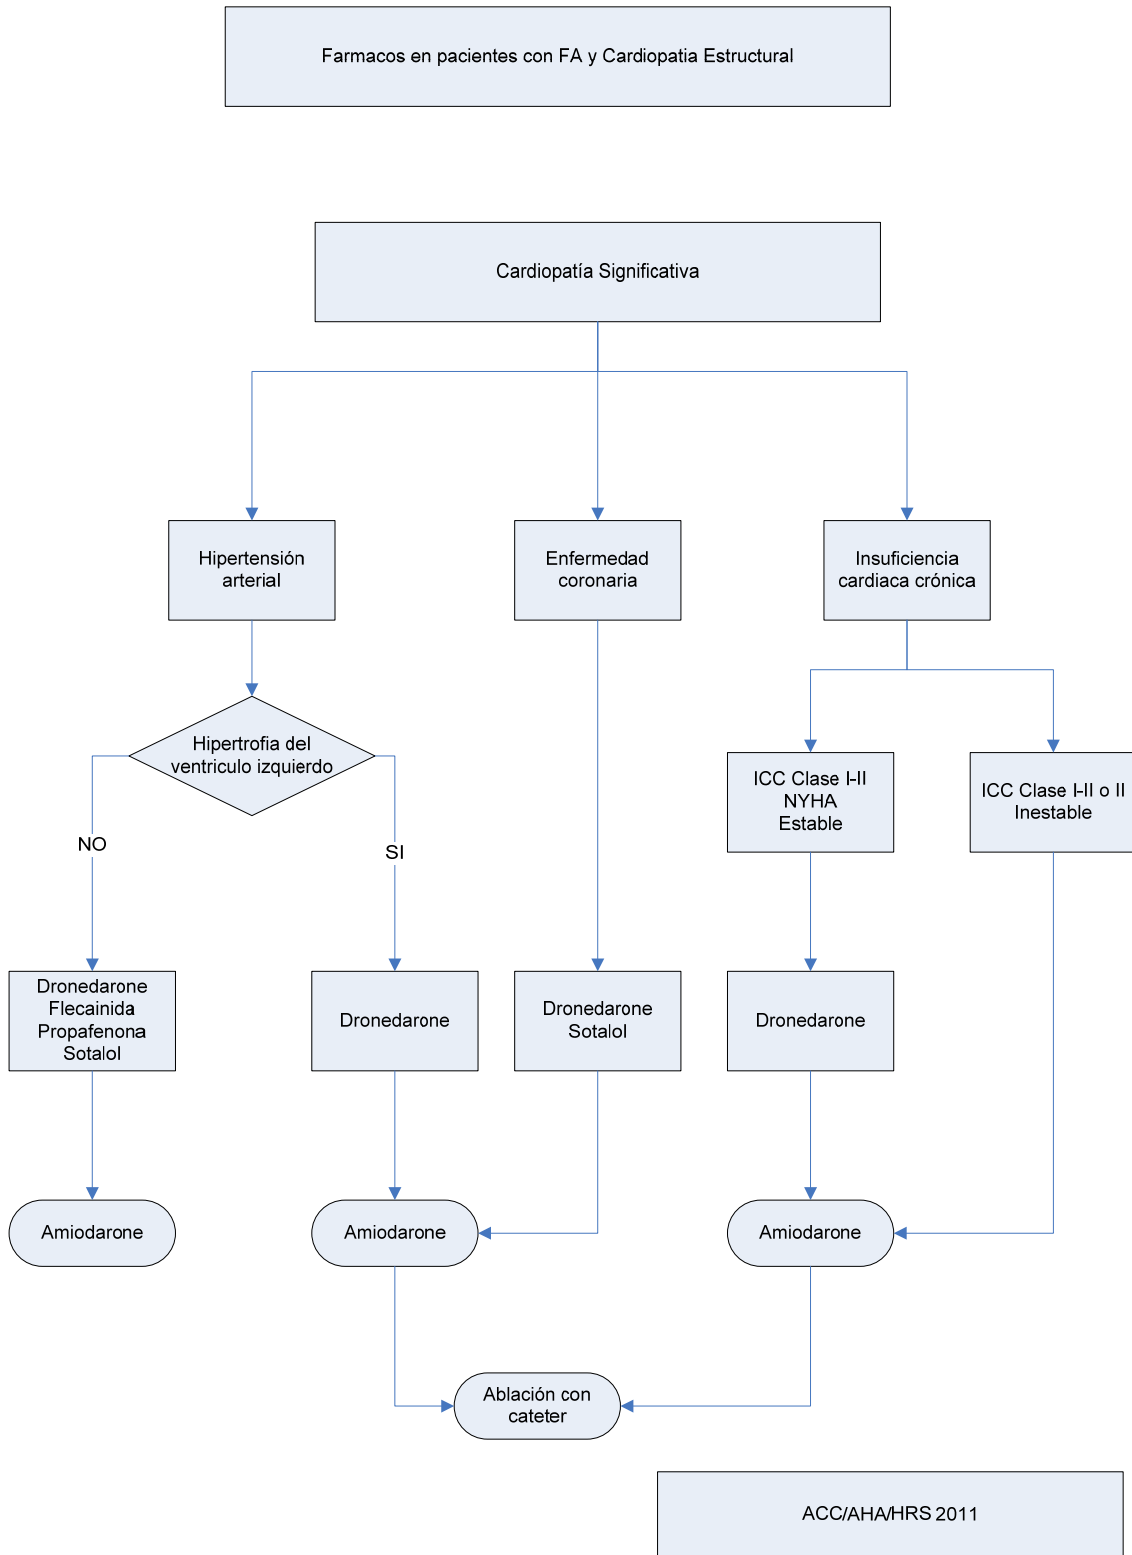 Farmacos en pacientes con FA y Cardiopatia Estructural
Cardiopatía Significativa
Hipertensión
arterial
Enfermedad
coronaria
Insuficiencia
cardiaca crónica
Hipertrofia del
ventriculo izquierdo
ICC Clase I-II
NYHA
Estable
ICC Clase I-II o II
Inestable
NO
SI
Dronedarone
Flecainida
Propafenona
Sotalol
Dronedarone
Dronedarone
Sotalol
Dronedarone
Amiodarone
Amiodarone
Amiodarone
Ablación con
cateter
ACC/AHA/HRS 2011